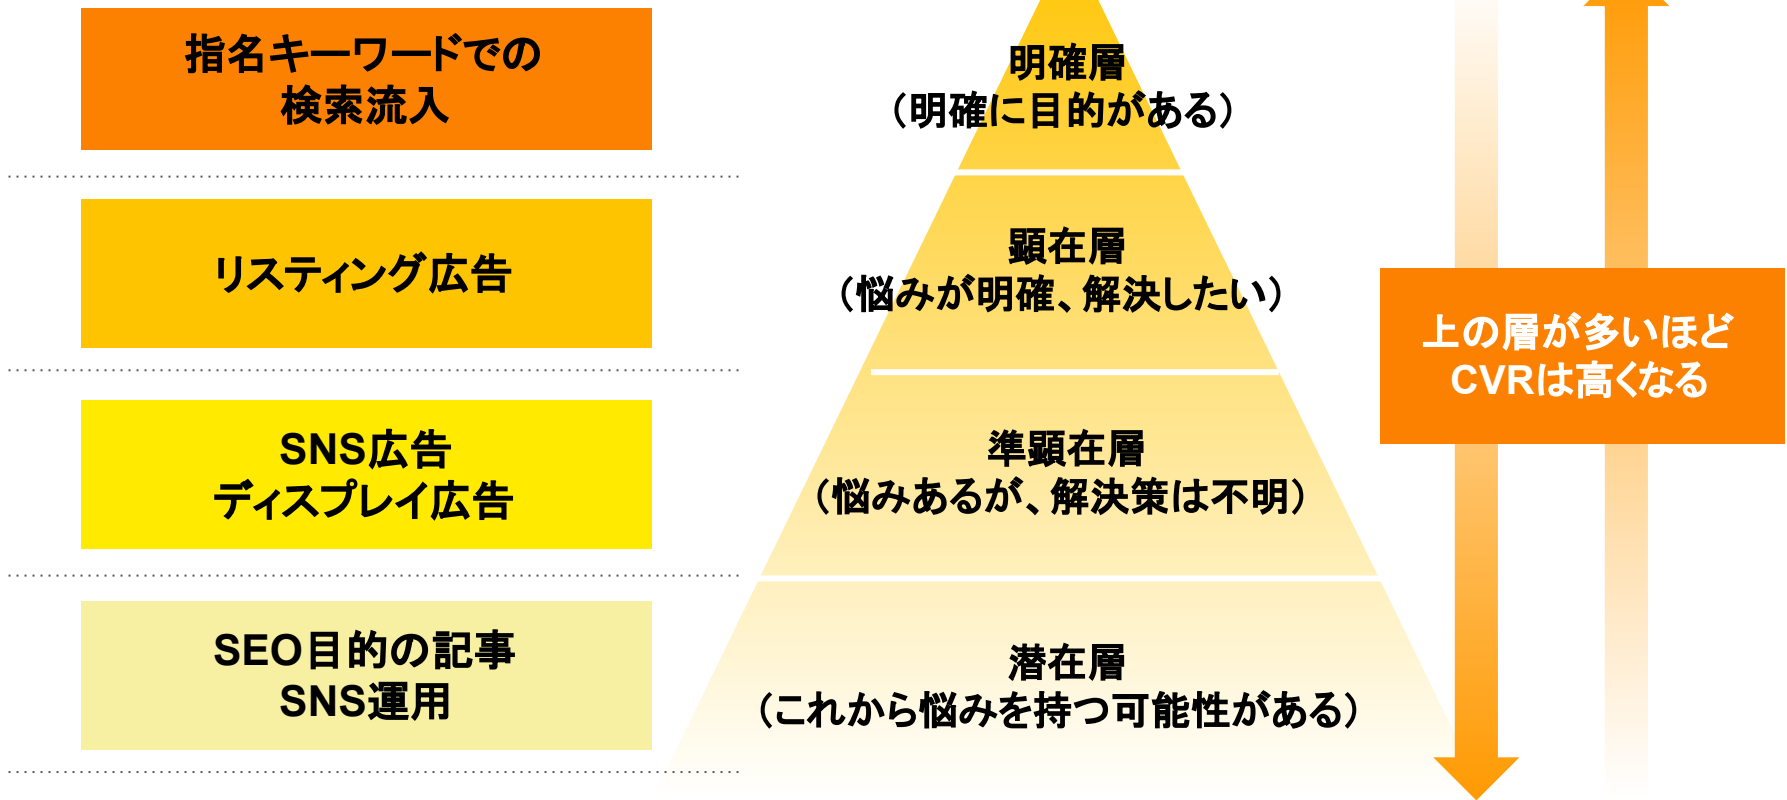 指名キーワードでの
検索流入
明確層
（明確に目的がある）
リスティング広告
顕在層
（悩みが明確、解決したい）
上の層が多いほど
CVRは高くなる
SNS広告
ディスプレイ広告
準顕在層
（悩みあるが、解決策は不明）
SEO目的の記事
SNS運用
潜在層
（これから悩みを持つ可能性がある）